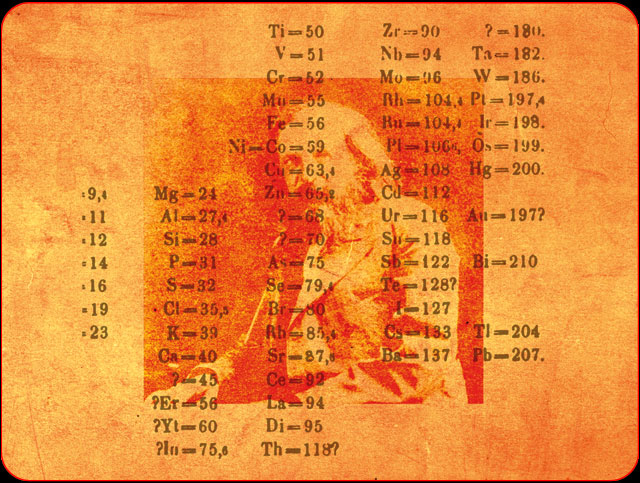 Ti=50 Zr=90 ?=180.
V=51 Nb=94 Ta=182.
Cr=52 Mo=96 W=186.
Mn=55 Rh=104,4 Pt=197,4
Fe=56 Ru=104,4 Ir=198.
Ni=Co=59 Pl=106₆, Os=199.
Cu=63,4 Ag=108 Hg=200.
=9,4 Mg=24 Zn=65,2 Cd=112
=11 Al=27,4 ?=68 Ur=116 Au=197?
=12 Si=28 ?=70 Sn=118
=14 P=31 As=75 Sb=122 Bi=210
=16 S=32 Se=79,4 Te=128?
=19 Cl=35,5 Br=80 I=127
=23 K=39 Rb=85,4 Cs=133 Tl=204
Ca=40 Sr=87,6 Ba=137 Pb=207.
?=45 Ce=92
?Er=56 La=94
?Yt=60 Di=95
?In=75,6 Th=118?